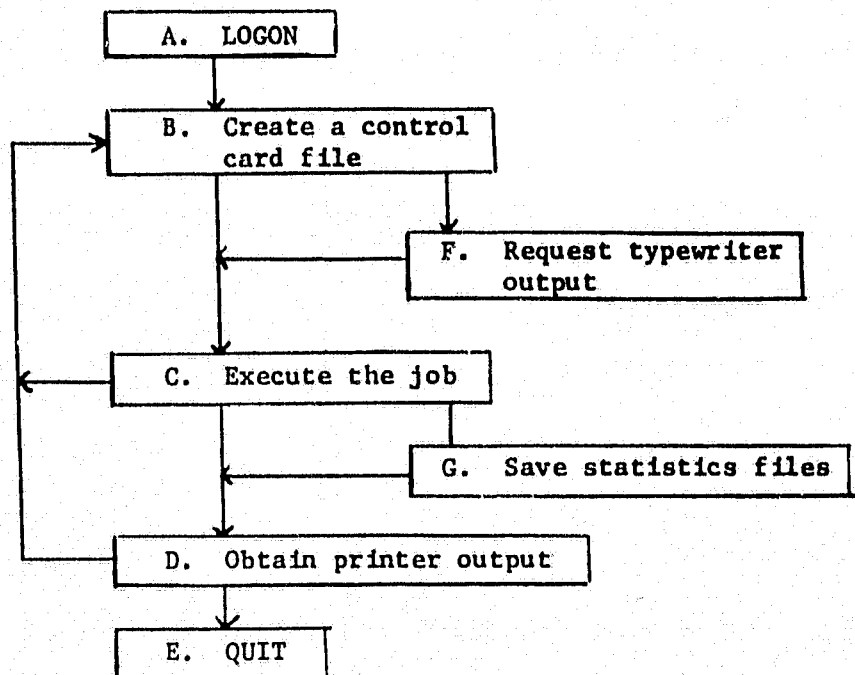 A. LOGON
B. Create a control
card file
F. Request typewriter
output
C. Execute the job
G. Save statistics files
D. Obtain printer output
E. QUIT